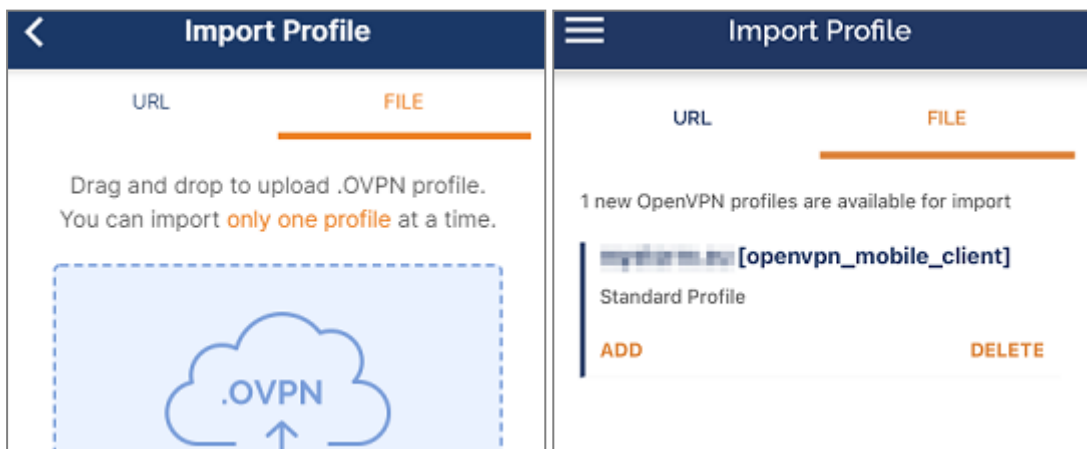 Import Profile
URL
FILE
Drag and drop to upload .OVPN profile.
You can import only one profile at a time.
.OVPN
Import Profile
URL
FILE
1 new OpenVPN profiles are available for import
[openvpn_mobile_client]
Standard Profile
ADD
DELETE